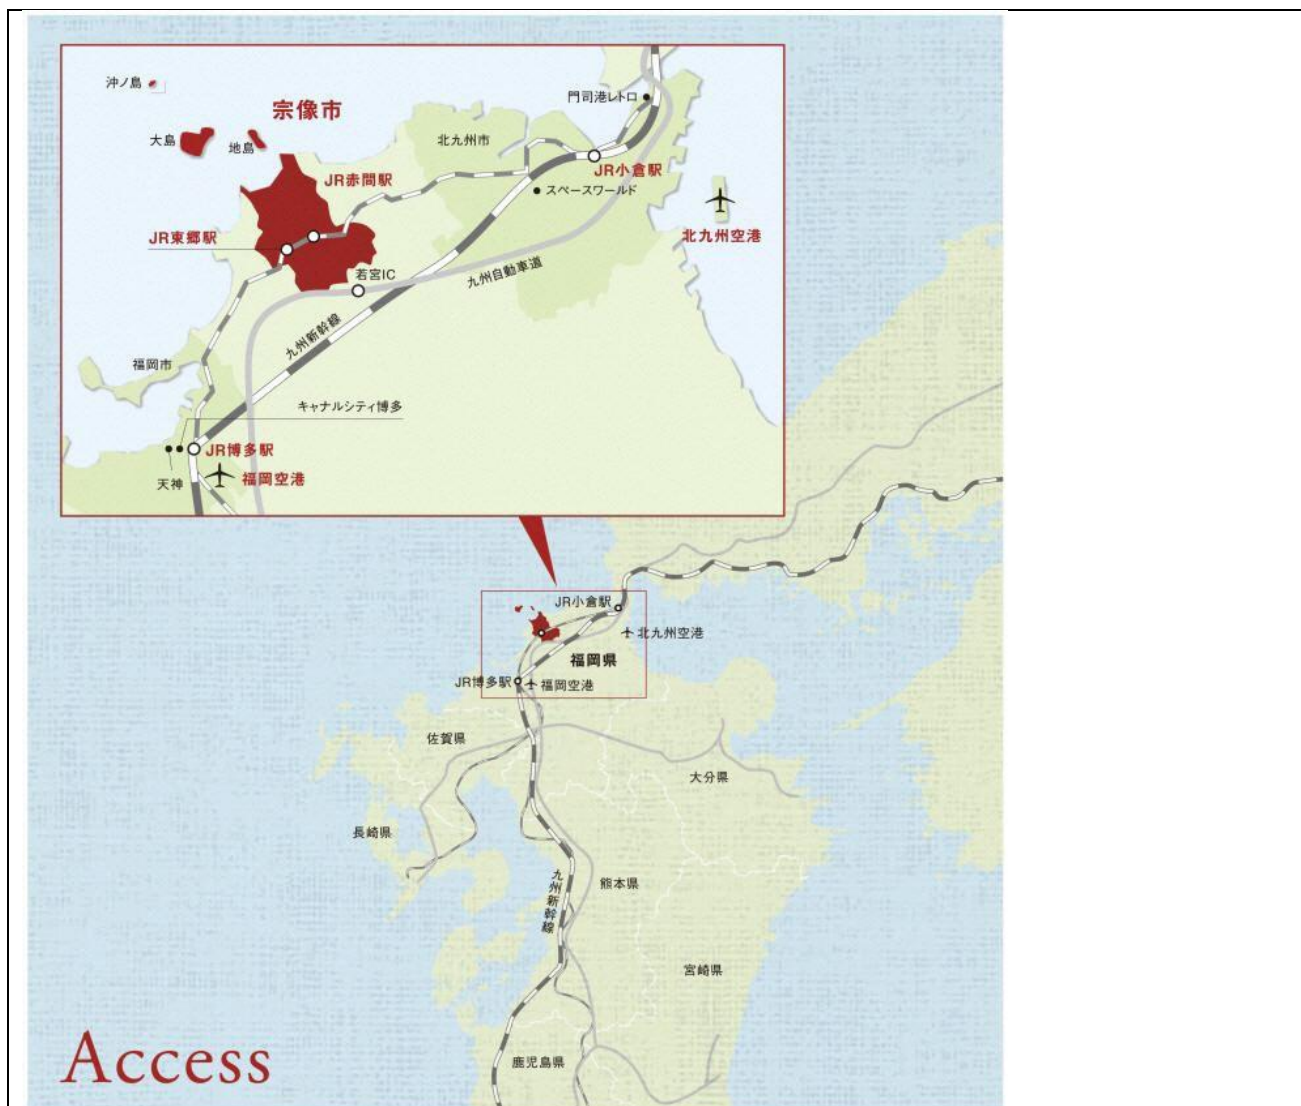 沖ノ島
宗像市
門司港レトロ
大島
地島
北九州市
JR小倉駅
JR赤間駅
スペースワールド
JR東郷駅
北九州空港
若宮IC
九州自動車道
九州新幹線
福岡市
キャナルシティ博多
JR博多駅
天神
福岡空港
JR小倉駅
北九州空港
福岡県
JR博多駅
福岡空港
佐賀県
大分県
長崎県
熊本県
九州新幹線
宮崎県
鹿児島県
Access